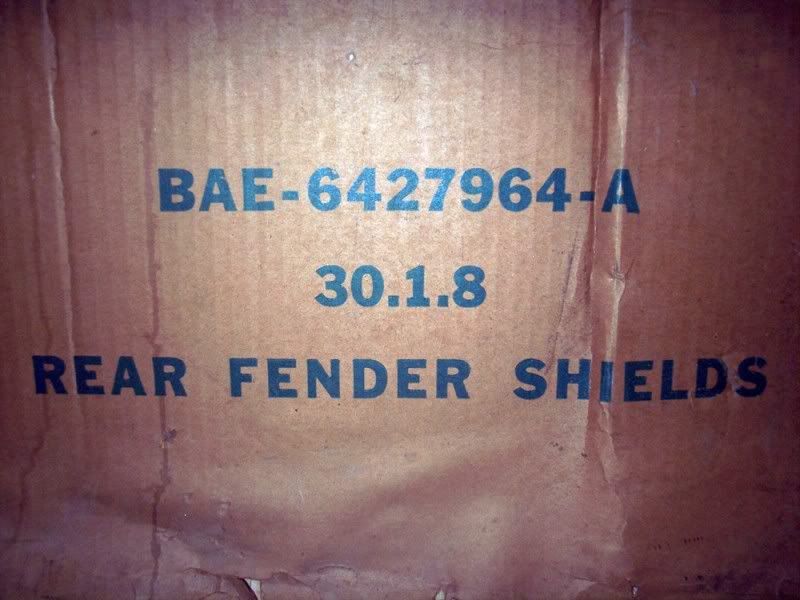 BAE-6427964-A
30.1.8
REAR FENDER SHIELDS